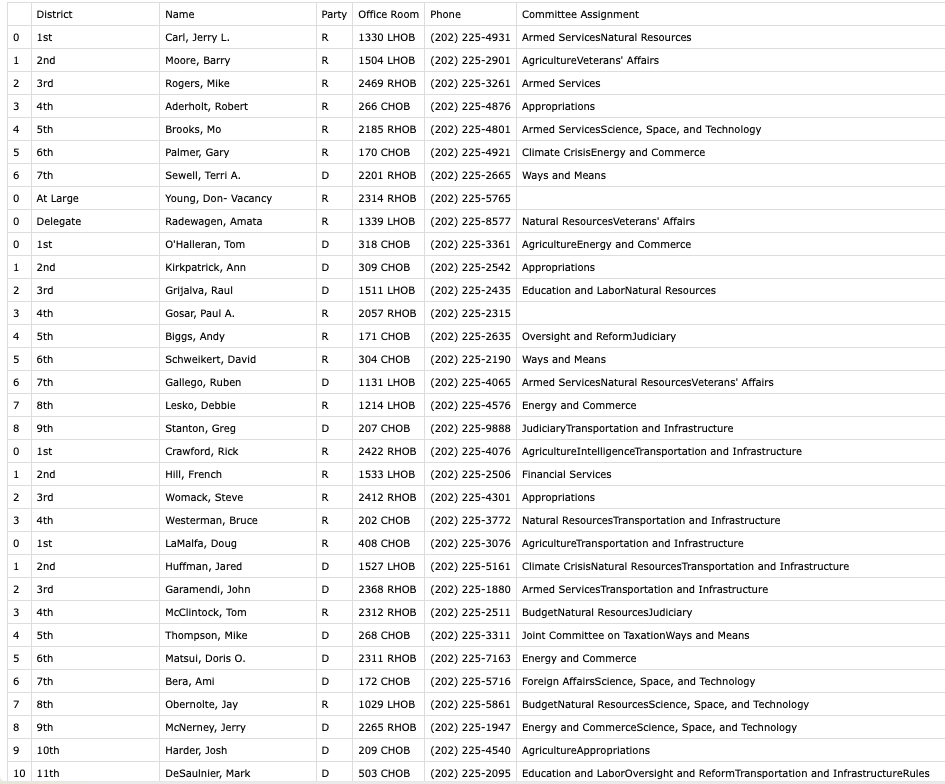 District Name Party Office Room Phone Committee Assignment
0 1st Carl, Jerry L. R 1330 LHOB (202) 225-4931 Armed ServicesNatural Resources
1 2nd Moore, Barry R 1504 LHOB (202) 225-2901 AgricultureVeterans' Affairs
2 3rd Rogers, Mike R 2469 RHOB (202) 225-3261 Armed Services
3 4th Aderholt, Robert R 266 CHOB (202) 225-4876 Appropriations
4 5th Brooks, Mo R 2185 RHOB (202) 225-4801 Armed ServicesScience, Space, and Technology
5 6th Palmer, Gary R 170 CHOB (202) 225-4921 Climate CrisisEnergy and Commerce
6 7th Sewell, Terri A. D 2201 RHOB (202) 225-2665 Ways and Means
0 At Large Young, Don- Vacancy R 2314 RHOB (202) 225-5765
0 Delegate Radewagen, Amata R 1339 LHOB (202) 225-8577 Natural ResourcesVeterans' Affairs
0 1st O'Halleran, Tom D 318 CHOB (202) 225-3361 AgricultureEnergy and Commerce
1 2nd Kirkpatrick, Ann D 309 CHOB (202) 225-2542 Appropriations
2 3rd Grijalva, Raul D 1511 LHOB (202) 225-2435 Education and LaborNatural Resources
3 4th Gosar, Paul A. R 2057 RHOB (202) 225-2315
4 5th Biggs, Andy R 171 CHOB (202) 225-2635 Oversight and ReformJudiciary
5 6th Schweikert, David R 304 CHOB (202) 225-2190 Ways and Means
6 7th Gallego, Ruben D 1131 LHOB (202) 225-4065 Armed ServicesNatural ResourcesVeterans' Affairs
7 8th Lesko, Debbie R 1214 LHOB (202) 225-4576 Energy and Commerce
8 9th Stanton, Greg D 207 CHOB (202) 225-9888 JudiciaryTransportation and Infrastructure
0 1st Crawford, Rick R 2422 RHOB (202) 225-4076 AgricultureIntelligenceTransportation and Infrastructure
1 2nd Hill, French R 1533 LHOB (202) 225-2506 Financial Services
2 3rd Womack, Steve R 2412 RHOB (202) 225-4301 Appropriations
3 4th Westerman, Bruce R 202 CHOB (202) 225-3772 Natural ResourcesTransportation and Infrastructure
0 1st LaMalfa, Doug R 408 CHOB (202) 225-3076 AgricultureTransportation and Infrastructure
1 2nd Huffman, Jared D 1527 LHOB (202) 225-5161 Climate CrisisNatural ResourcesTransportation and Infrastructure
2 3rd Garamendi, John D 2368 RHOB (202) 225-1880 Armed ServicesTransportation and Infrastructure
3 4th McClintock, Tom R 2312 RHOB (202) 225-2511 BudgetNatural ResourcesJudiciary
4 5th Thompson, Mike D 268 CHOB (202) 225-3311 Joint Committee on TaxationWays and Means
5 6th Matsui, Doris O. D 2311 RHOB (202) 225-7163 Energy and Commerce
6 7th Bera, Ami D 172 CHOB (202) 225-5716 Foreign AffairsScience, Space, and Technology
7 8th Obernolte, Jay R 1029 LHOB (202) 225-5861 BudgetNatural ResourcesScience, Space, and Technology
8 9th McNerney, Jerry D 2265 RHOB (202) 225-1947 Energy and CommerceScience, Space, and Technology
9 10th Harder, Josh D 209 CHOB (202) 225-4540 AgricultureAppropriations
10 11th DeSaulnier, Mark D 503 CHOB (202) 225-2095 Education and LaborOversight and ReformTransportation and InfrastructureRules